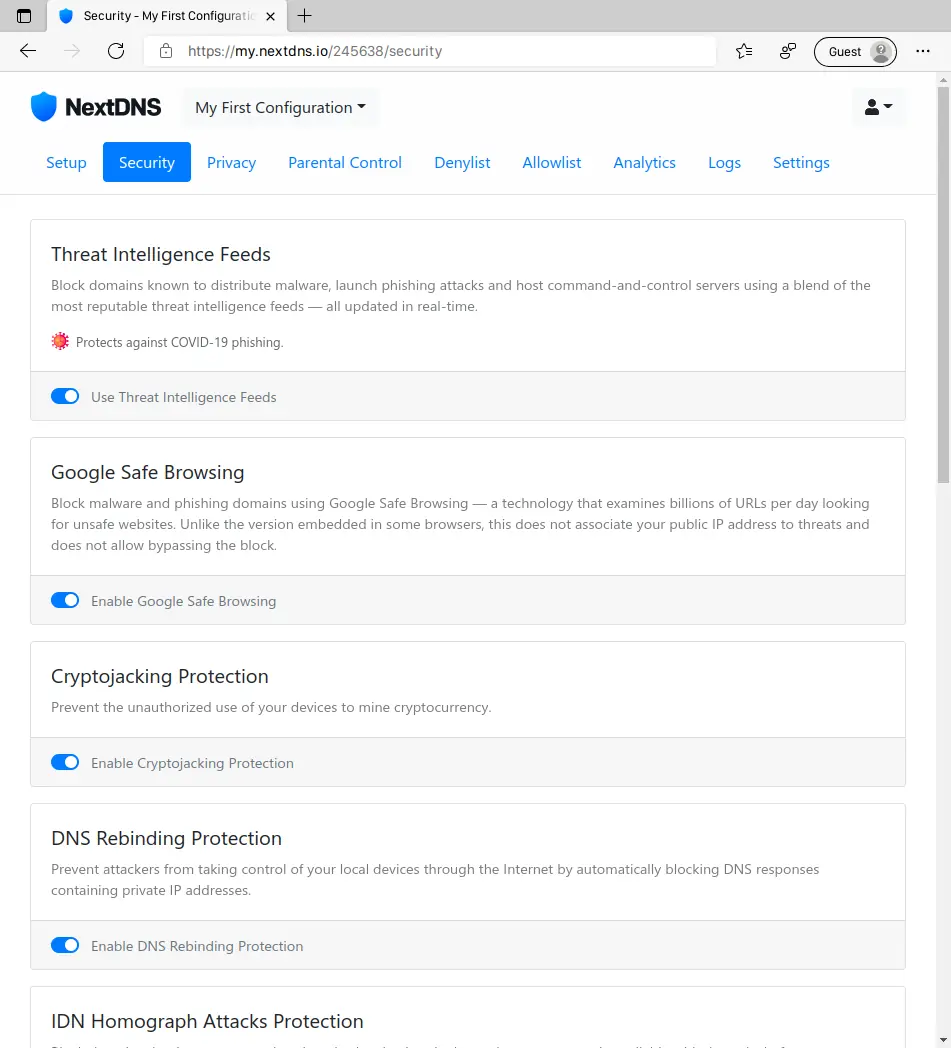 Security - My First Configuratio
https://my.nextdns.io/245638/security
Guest
NextDNS
My First Configuration
Setup
Security
Privacy
Parental Control
Denylist
Allowlist
Analytics
Logs
Settings
Threat Intelligence Feeds
Block domains known to distribute malware, launch phishing attacks and host command-and-control servers using a blend of the
most reputable threat intelligence feeds — all updated in real-time.
Protects against COVID-19 phishing.
Use Threat Intelligence Feeds
Google Safe Browsing
Block malware and phishing domains using Google Safe Browsing — a technology that examines billions of URLs per day looking
for unsafe websites. Unlike the version embedded in some browsers, this does not associate your public IP address to threats and
does not allow bypassing the block.
Enable Google Safe Browsing
Cryptojacking Protection
Prevent the unauthorized use of your devices to mine cryptocurrency.
Enable Cryptojacking Protection
DNS Rebinding Protection
Prevent attackers from taking control of your local devices through the Internet by automatically blocking DNS responses
containing private IP addresses.
Enable DNS Rebinding Protection
IDN Homograph Attacks Protection